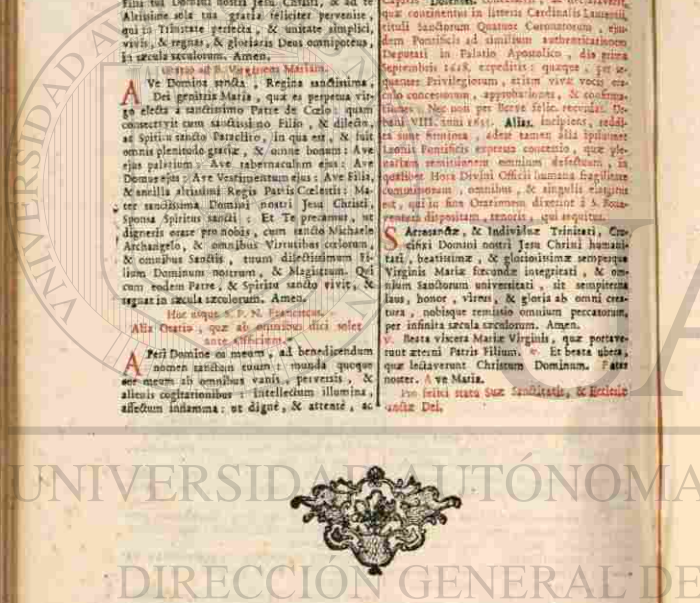 Filia tua Domini nostri Jesu Christi, & ad te
Altissime sola tua gratia feliciter pervenire,
qui in Trinitate perfecta, & unitate simplici,
vivis, & regnas, & gloriaris Deus omnipotens
in sæcula sæculorum. Amen.
Oratio ad B. Virginem Mariam.
AVe Domina sancta, Regina sanctissima,
Dei genitrix Maria, quæ es perpetua vir-
go electa à sanctissimo Patre de Cœlo: quam
consecravit cum sanctissimo Filio, & dilecto,
ac Spiritu sancto Paraclito, in qua est, & fuit
omnis plenitudo gratiæ, & omne bonum: Ave
ejus palatium: Ave tabernaculum ejus: Ave
Domus ejus: Ave Vestimentum ejus: Ave Filia,
& ancilla altissimi Regis Patris Cœlestis: Ma-
ter sanctissima Domini nostri Jesu Christi,
Sponsa Spiritus sancti: Et Te precamur, ut
digneris orare pro nobis, cum sancto Michaele
Archangelo, & omnibus Virtutibus cœlorum,
& omnibus Sanctis, tuum dilectissimum Fi-
lium Dominum nostrum, & Magistrum. Qui
cum eodem Patre, & Spiritu sancto vivit, &
regnat in sæcula sæculorum. Amen.
Huc usque S. P. N. Franciscus.
Alia Oratio, quæ ab omnibus dici solet
ante Officium.
APeri Domine os meum, ad benedicendum
nomen sanctum tuum: munda quoque
cor meum ab omnibus vanis, perversis, &
alienis cogitationibus: intellectum illumina,
affectum inflamma: ut dignè, & attentè, ac
quæ continentur in litteris Cardinalis Laurentii,
tituli Sanctorum Quatuor Coronatorum, ejus-
dem Pontificis ad similium authenticationem
Deputati in Palatio Apostolico, die prima
Septembris 1628. expeditis: quæque, per se-
quentes Privilegiorum, etiam vivæ vocis ora-
culo concessorum, approbationes, & confirma-
tiones. Nec non per Breve felic. recordat. Ur-
bani VIII. anno 1635. Alias, incipiens, reddi-
ta sunt firmiora, adest tamen alia ipsiusmet
Leonis Pontificis expressa concessio, quæ ple-
nariam remissionem omnium defectuum, in
qualibet Hora Divini Officii humana fragilitate
commissorum, omnibus, & singulis elargitus
est, qui in fine Orationem dixerint à S. Bona-
ventura dispositam, tenoris, qui sequitur.
SAcrosanctæ, & Individuæ Trinitati, Cru-
cifixi Domini nostri Jesu Christi humani-
tati, beatissimæ, & gloriosissimæ semperque
Virginis Mariæ fœcundæ integritati, & om-
nium Sanctorum universitati, sit sempiterna
laus, honor, virtus, & gloria ab omni crea-
tura, nobisque remissio omnium peccatorum,
per infinita sæcula sæculorum. Amen.
v. Beata viscera Mariæ Virginis, quæ portave-
runt æterni Patris Filium. r. Et beata ubera,
quæ lactaverunt Christum Dominum. Pater
noster. Ave Maria.
Pro felici statu Suæ Sanctitatis, & Ecclesiæ
sanctæ Dei.
UNIVERSIDAD AUTÓNOMA
DIRECCIÓN GENERAL DE